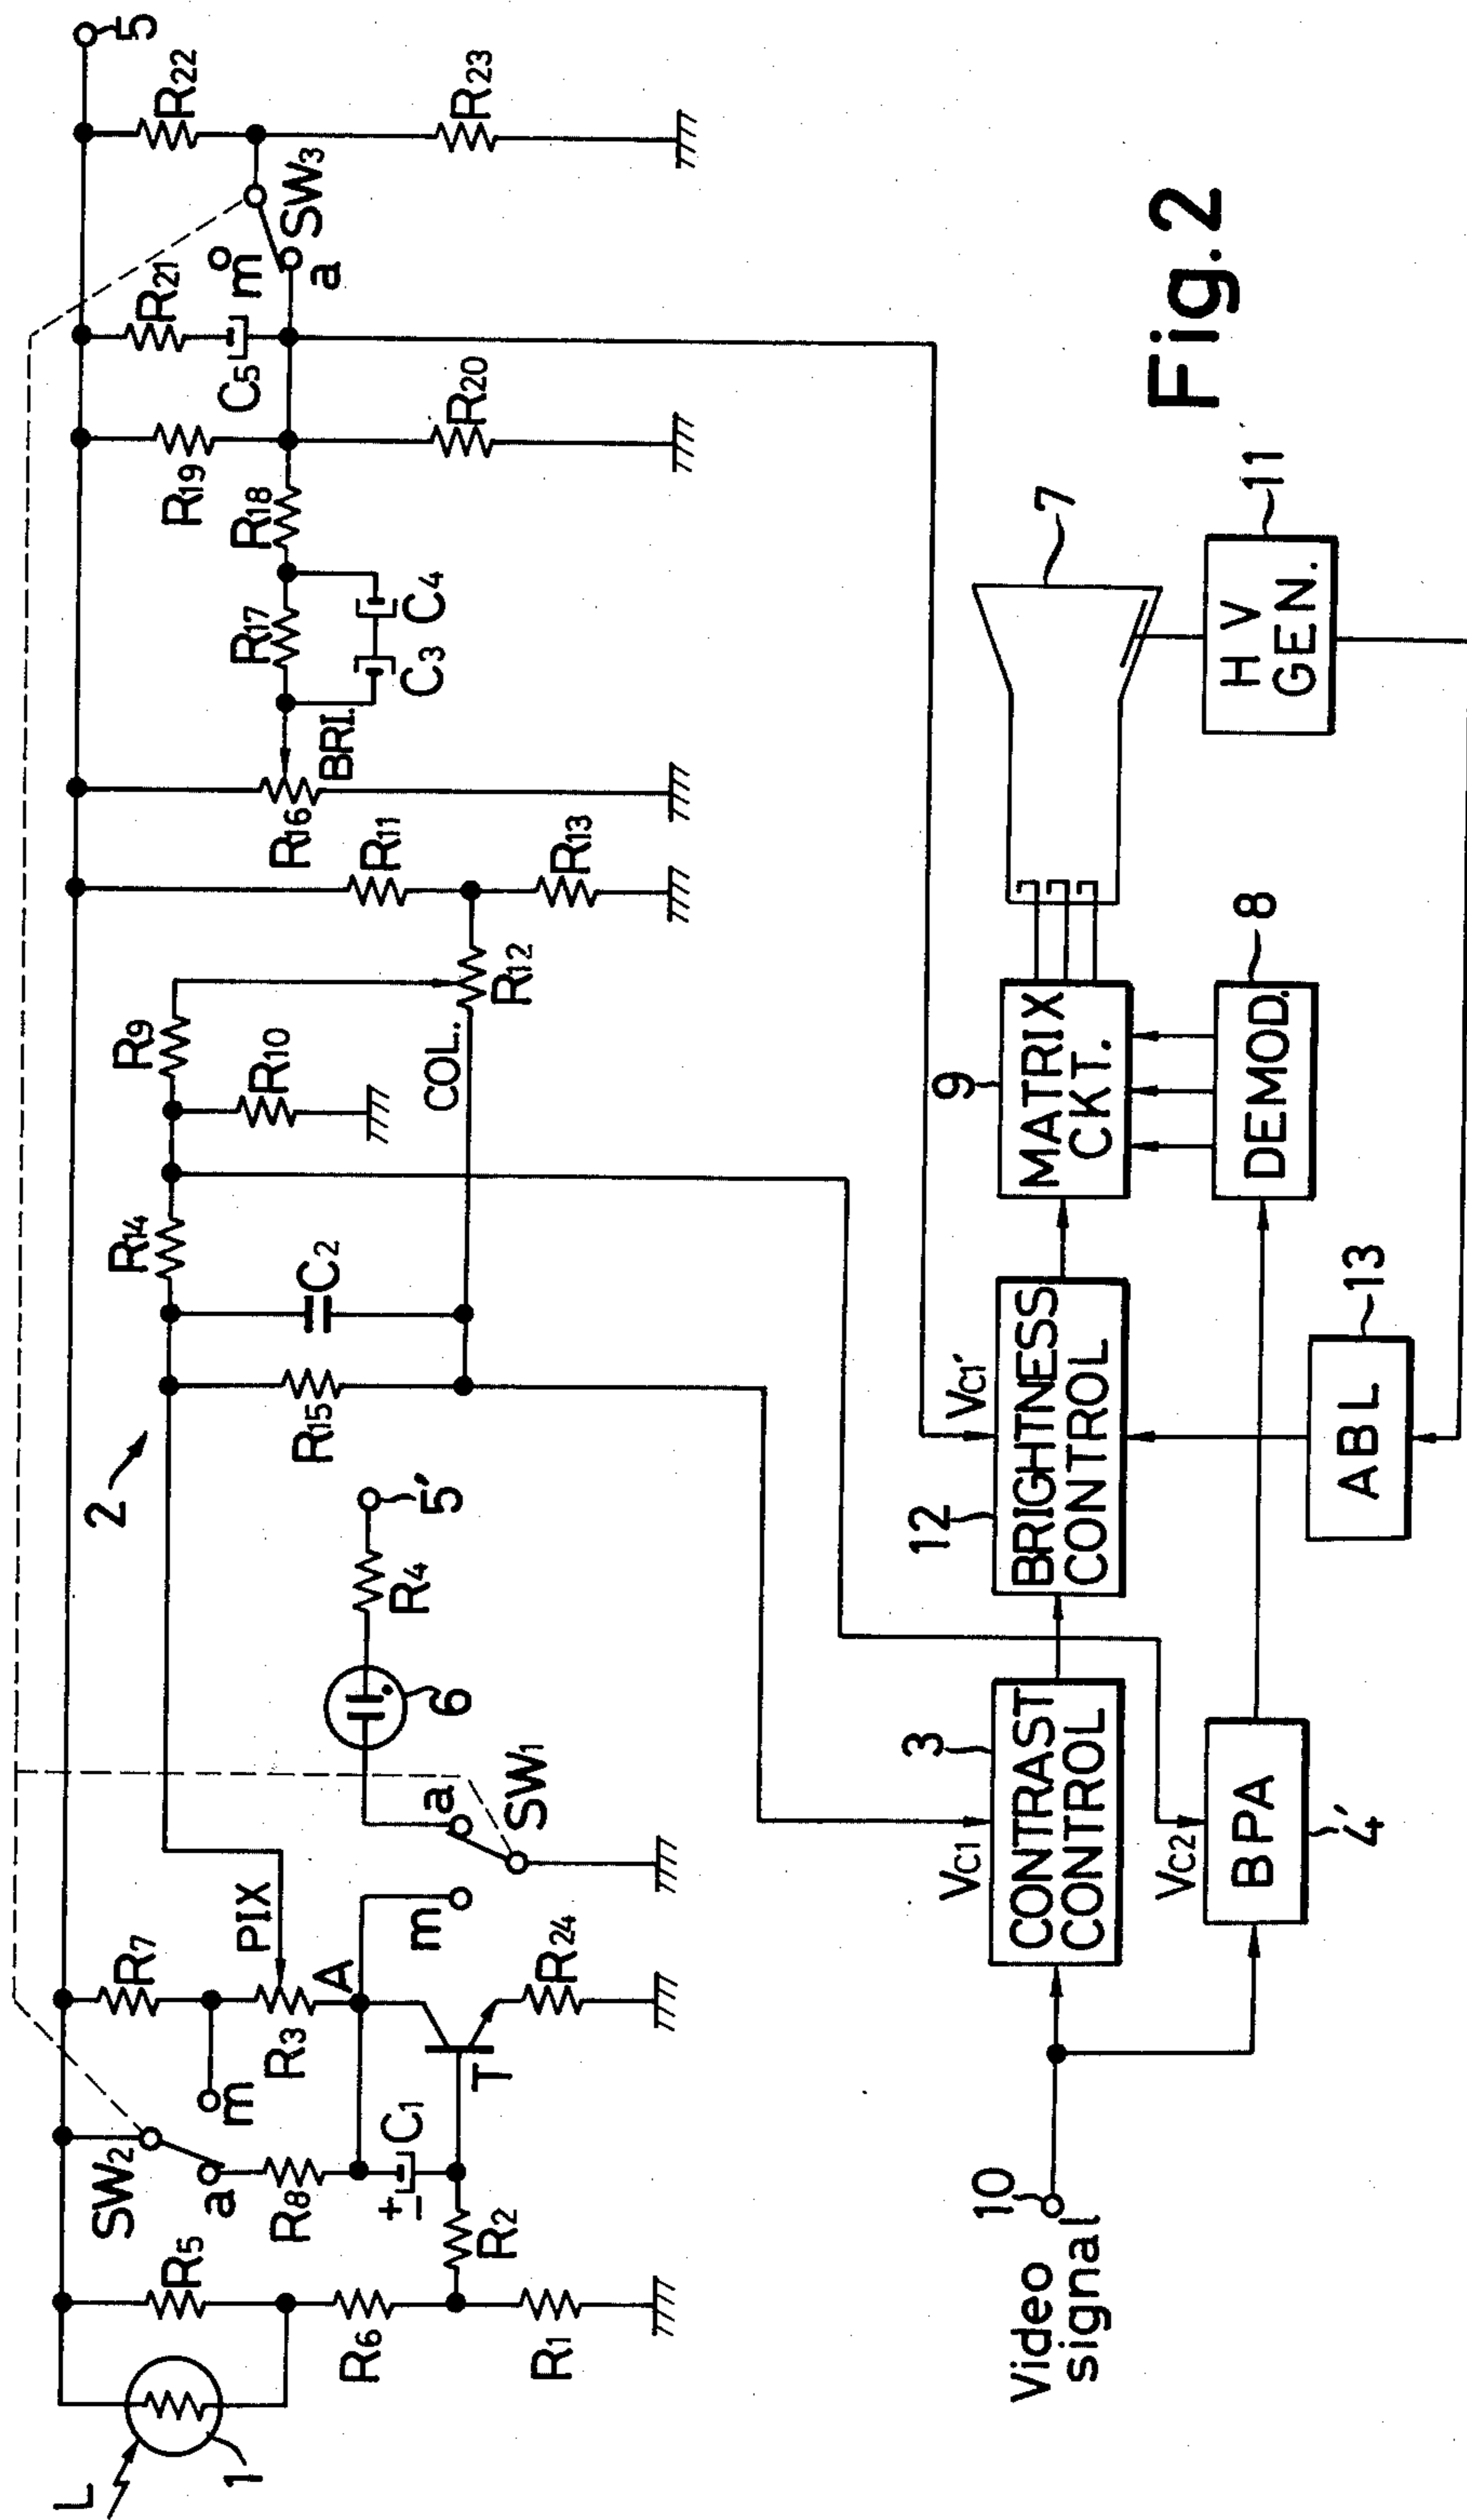 5
R22
R23
SW3
m
a
R21
C5
R19
R20
R18
R17
C3
C4
BRI.
R16
R11
R13
R12
COL.
R9
R10
R14
C2
R15
2
5'
R4
6
a
SW1
m
R7
PIX
R3
A
R24
T
m
SW2
a
R8
C1
+
−
R5
R2
R6
R1
L
1
Fig.2
7
11
H V
GEN.
9
MATRIX
CKT.
8
DEMOD.
13
ABL
VC1'
12
BRIGHTNESS
CONTROL
3
CONTRAST
CONTROL
VC1
VC2
BPA
4'
10
Video
signal